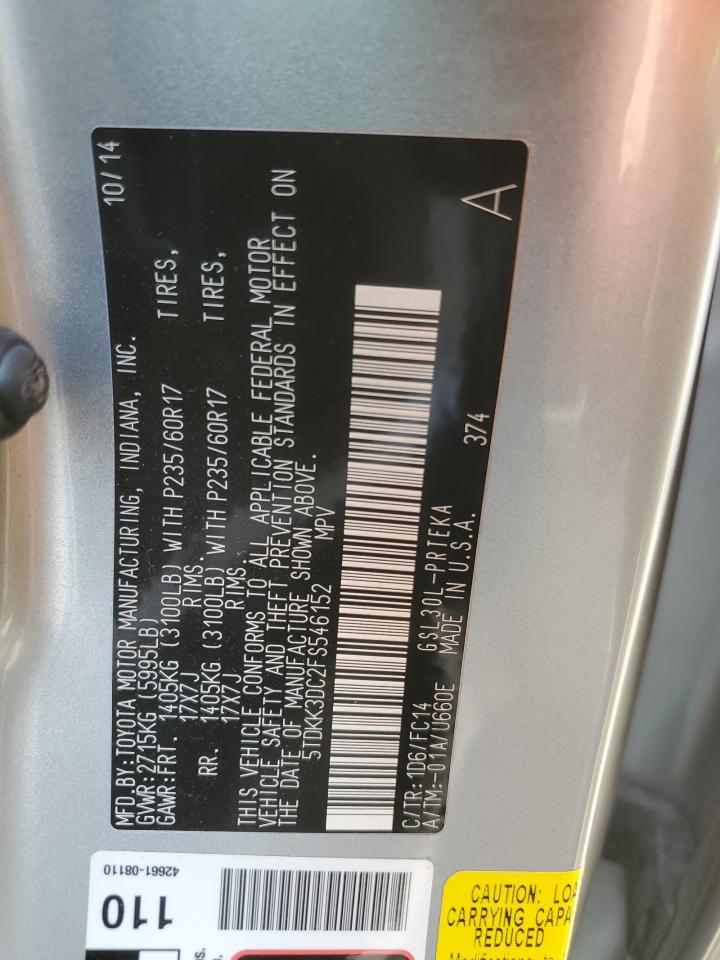 MFD.BY:TOYOTA MOTOR MANUFACTURING, INDIANA, INC. 10/14
GVWR:2715KG (5995LB)
GAWR:FRT. 1405KG (3100LB) WITH P235/60R17 TIRES,
17X7J RIMS.
RR. 1405KG (3100LB) WITH P235/60R17 TIRES,
17X7J RIMS.
THIS VEHICLE CONFORMS TO ALL APPLICABLE FEDERAL MOTOR
VEHICLE SAFETY AND THEFT PREVENTION STANDARDS IN EFFECT ON
THE DATE OF MANUFACTURE SHOWN ABOVE.
5TDKK3DC2FS546152 MPV
C/TR:1D6/FC14 GSL30L-PRTEKA
A/TM:-01A/U660E MADE IN U.S.A. 374
A
42661-08110
110
CAUTION: LOA
CARRYING CAPA
REDUCED
Modifications to